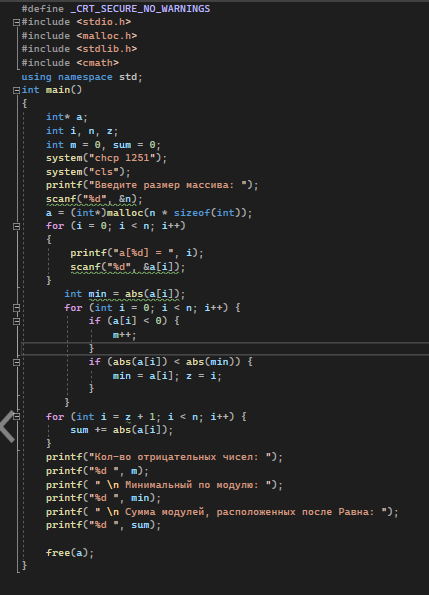 #define _CRT_SECURE_NO_WARNINGS
#include <stdio.h>
#include <malloc.h>
#include <stdlib.h>
#include <cmath>
using namespace std;
int main()
{
int* a;
int i, n, z;
int m = 0, sum = 0;
system("chcp 1251");
system("cls");
printf("Введите размер массива: ");
scanf("%d", &n);
a = (int*)malloc(n * sizeof(int));
for (i = 0; i < n; i++)
{
printf("a[%d] = ", i);
scanf("%d", &a[i]);
}
int min = abs(a[i]);
for (int i = 0; i < n; i++) {
if (a[i] < 0) {
m++;
}
if (abs(a[i]) < abs(min)) {
min = a[i]; z = i;
}
}
for (int i = z + 1; i < n; i++) {
sum += abs(a[i]);
}
printf("Кол-во отрицательных чисел: ");
printf("%d ", m);
printf( " \n Минимальный по модулю: ");
printf("%d ", min);
printf( " \n Сумма модулей, расположенных после Равна: ");
printf("%d ", sum);
free(a);
}